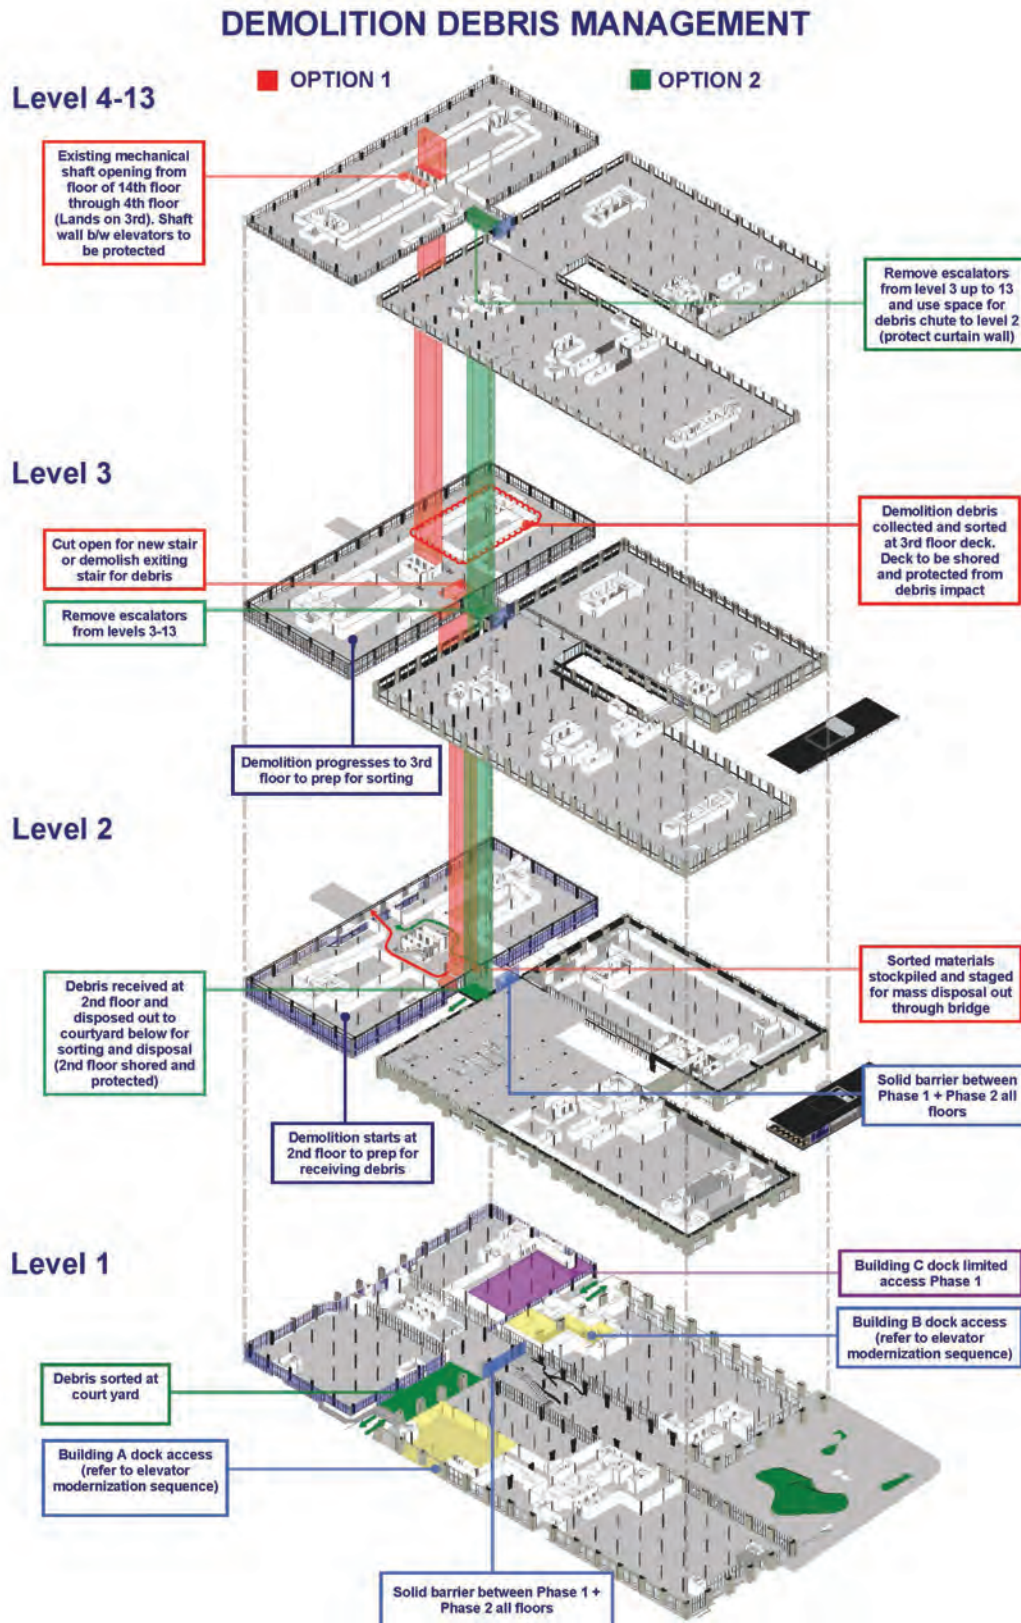 DEMOLITION DEBRIS MANAGEMENT
OPTION 1
OPTION 2
Level 4-13
Existing mechanical
shaft opening from
floor of 14th floor
through 4th floor
(Lands on 3rd). Shaft
wall b/w elevators to
be protected
Remove escalators
from level 3 up to 13
and use space for
debris chute to level 2
(protect curtain wall)
Level 3
Cut open for new stair
or demolish exiting
stair for debris
Remove escalators
from levels 3-13
Demolition debris
collected and sorted
at 3rd floor deck.
Deck to be shored
and protected from
debris impact
Demolition progresses to 3rd
floor to prep for sorting
Level 2
Debris received at
2nd floor and
disposed out to
courtyard below for
sorting and disposal
(2nd floor shored and
protected)
Sorted materials
stockpiled and staged
for mass disposal out
through bridge
Solid barrier between
Phase 1 + Phase 2 all
floors
Demolition starts at
2nd floor to prep for
receiving debris
Level 1
Building C dock limited
access Phase 1
Building B dock access
(refer to elevator
modernization sequence)
Debris sorted at
court yard
Building A dock access
(refer to elevator
modernization sequence)
Solid barrier between Phase 1 +
Phase 2 all floors